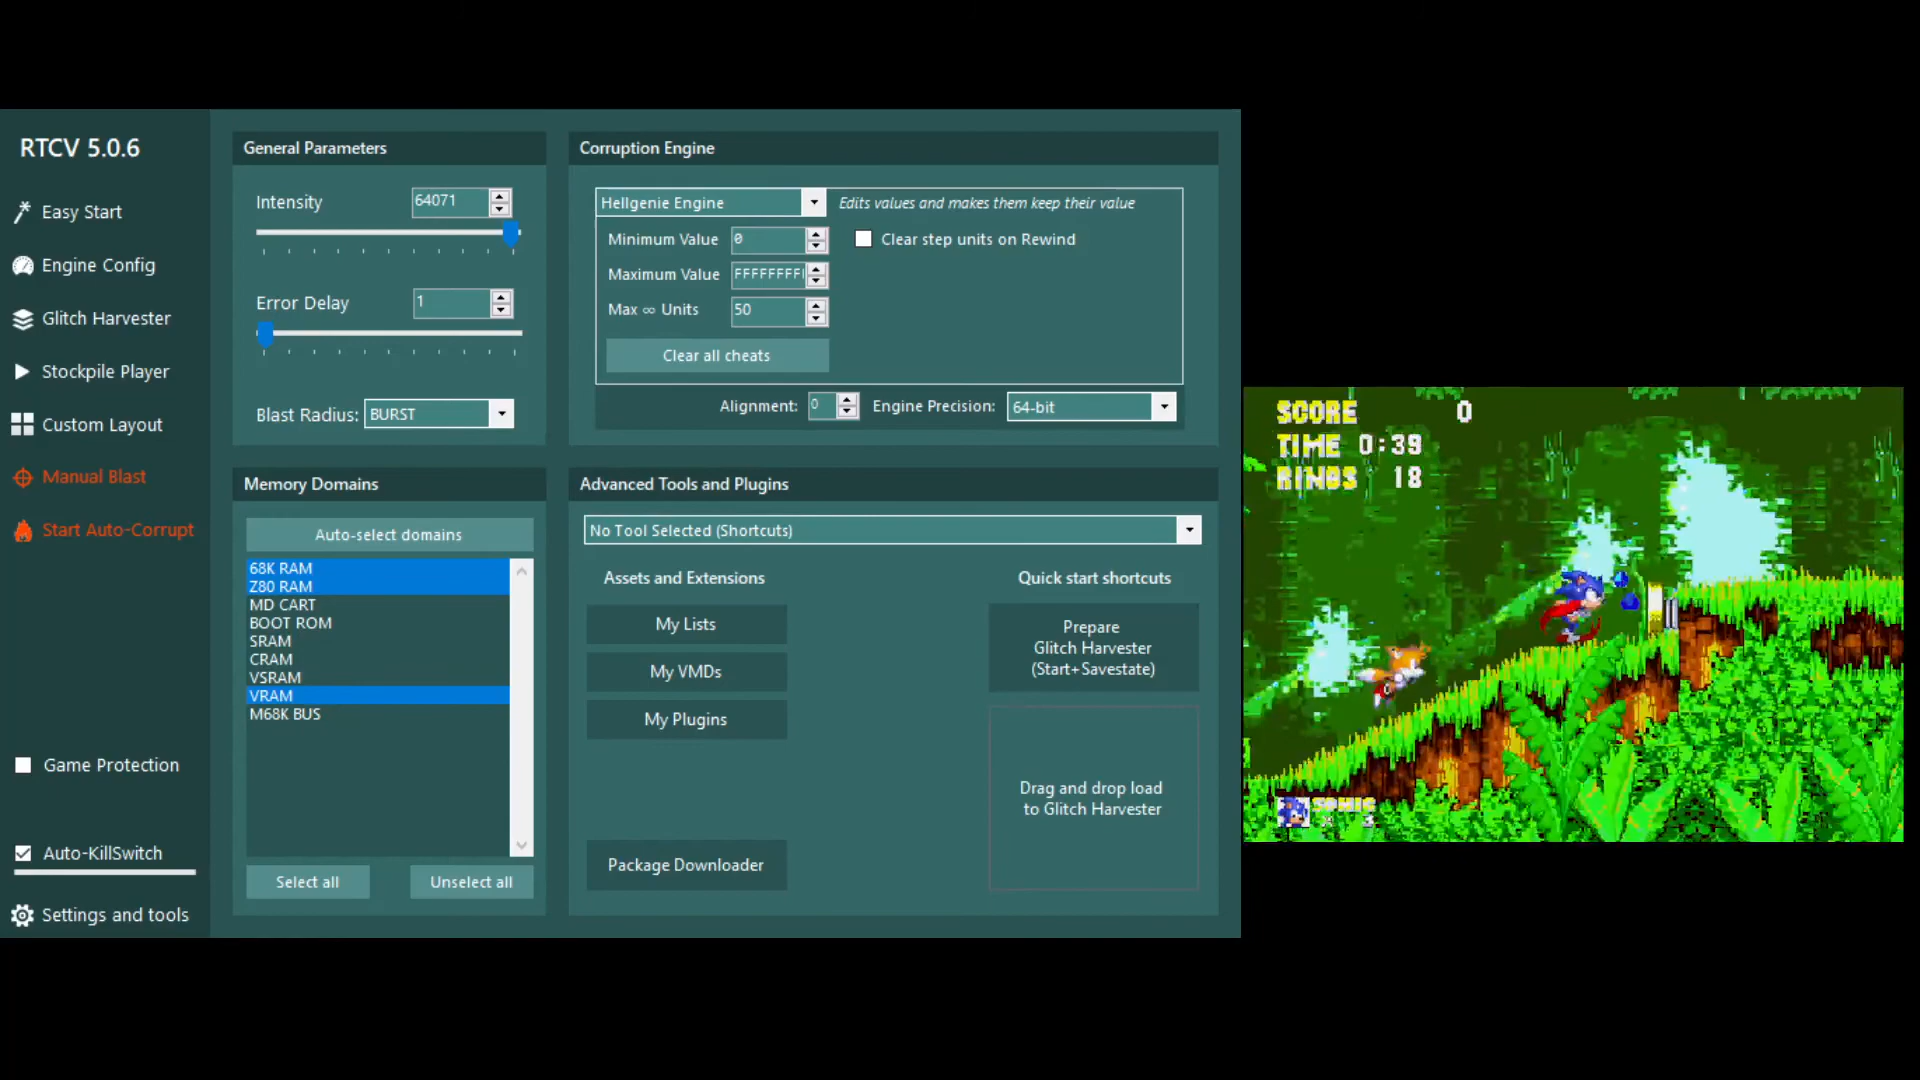 RTCV 5.0.6
Easy Start
Engine Config
Glitch Harvester
Stockpile Player
Custom Layout
Manual Blast
Start Auto-Corrupt
Game Protection
Auto-KillSwitch
Settings and tools
General Parameters
Intensity 64071
Error Delay 1
Blast Radius: BURST
Memory Domains
Auto-select domains
68K RAM
Z80 RAM
MD CART
BOOT ROM
SRAM
CRAM
VSRAM
VRAM
M68K BUS
Select all Unselect all
Corruption Engine
Hellgenie Engine Edits values and makes them keep their value
Minimum Value 0 Clear step units on Rewind
Maximum Value FFFFFFFF
Max ∞ Units 50
Clear all cheats
Alignment: 0 Engine Precision: 64-bit
Advanced Tools and Plugins
No Tool Selected (Shortcuts)
Assets and Extensions
My Lists
My VMDs
My Plugins
Package Downloader
Quick start shortcuts
Prepare
Glitch Harvester
(Start+Savestate)
Drag and drop load
to Glitch Harvester
SCORE 0
TIME 0:39
RINGS 18
SONIC
x 3